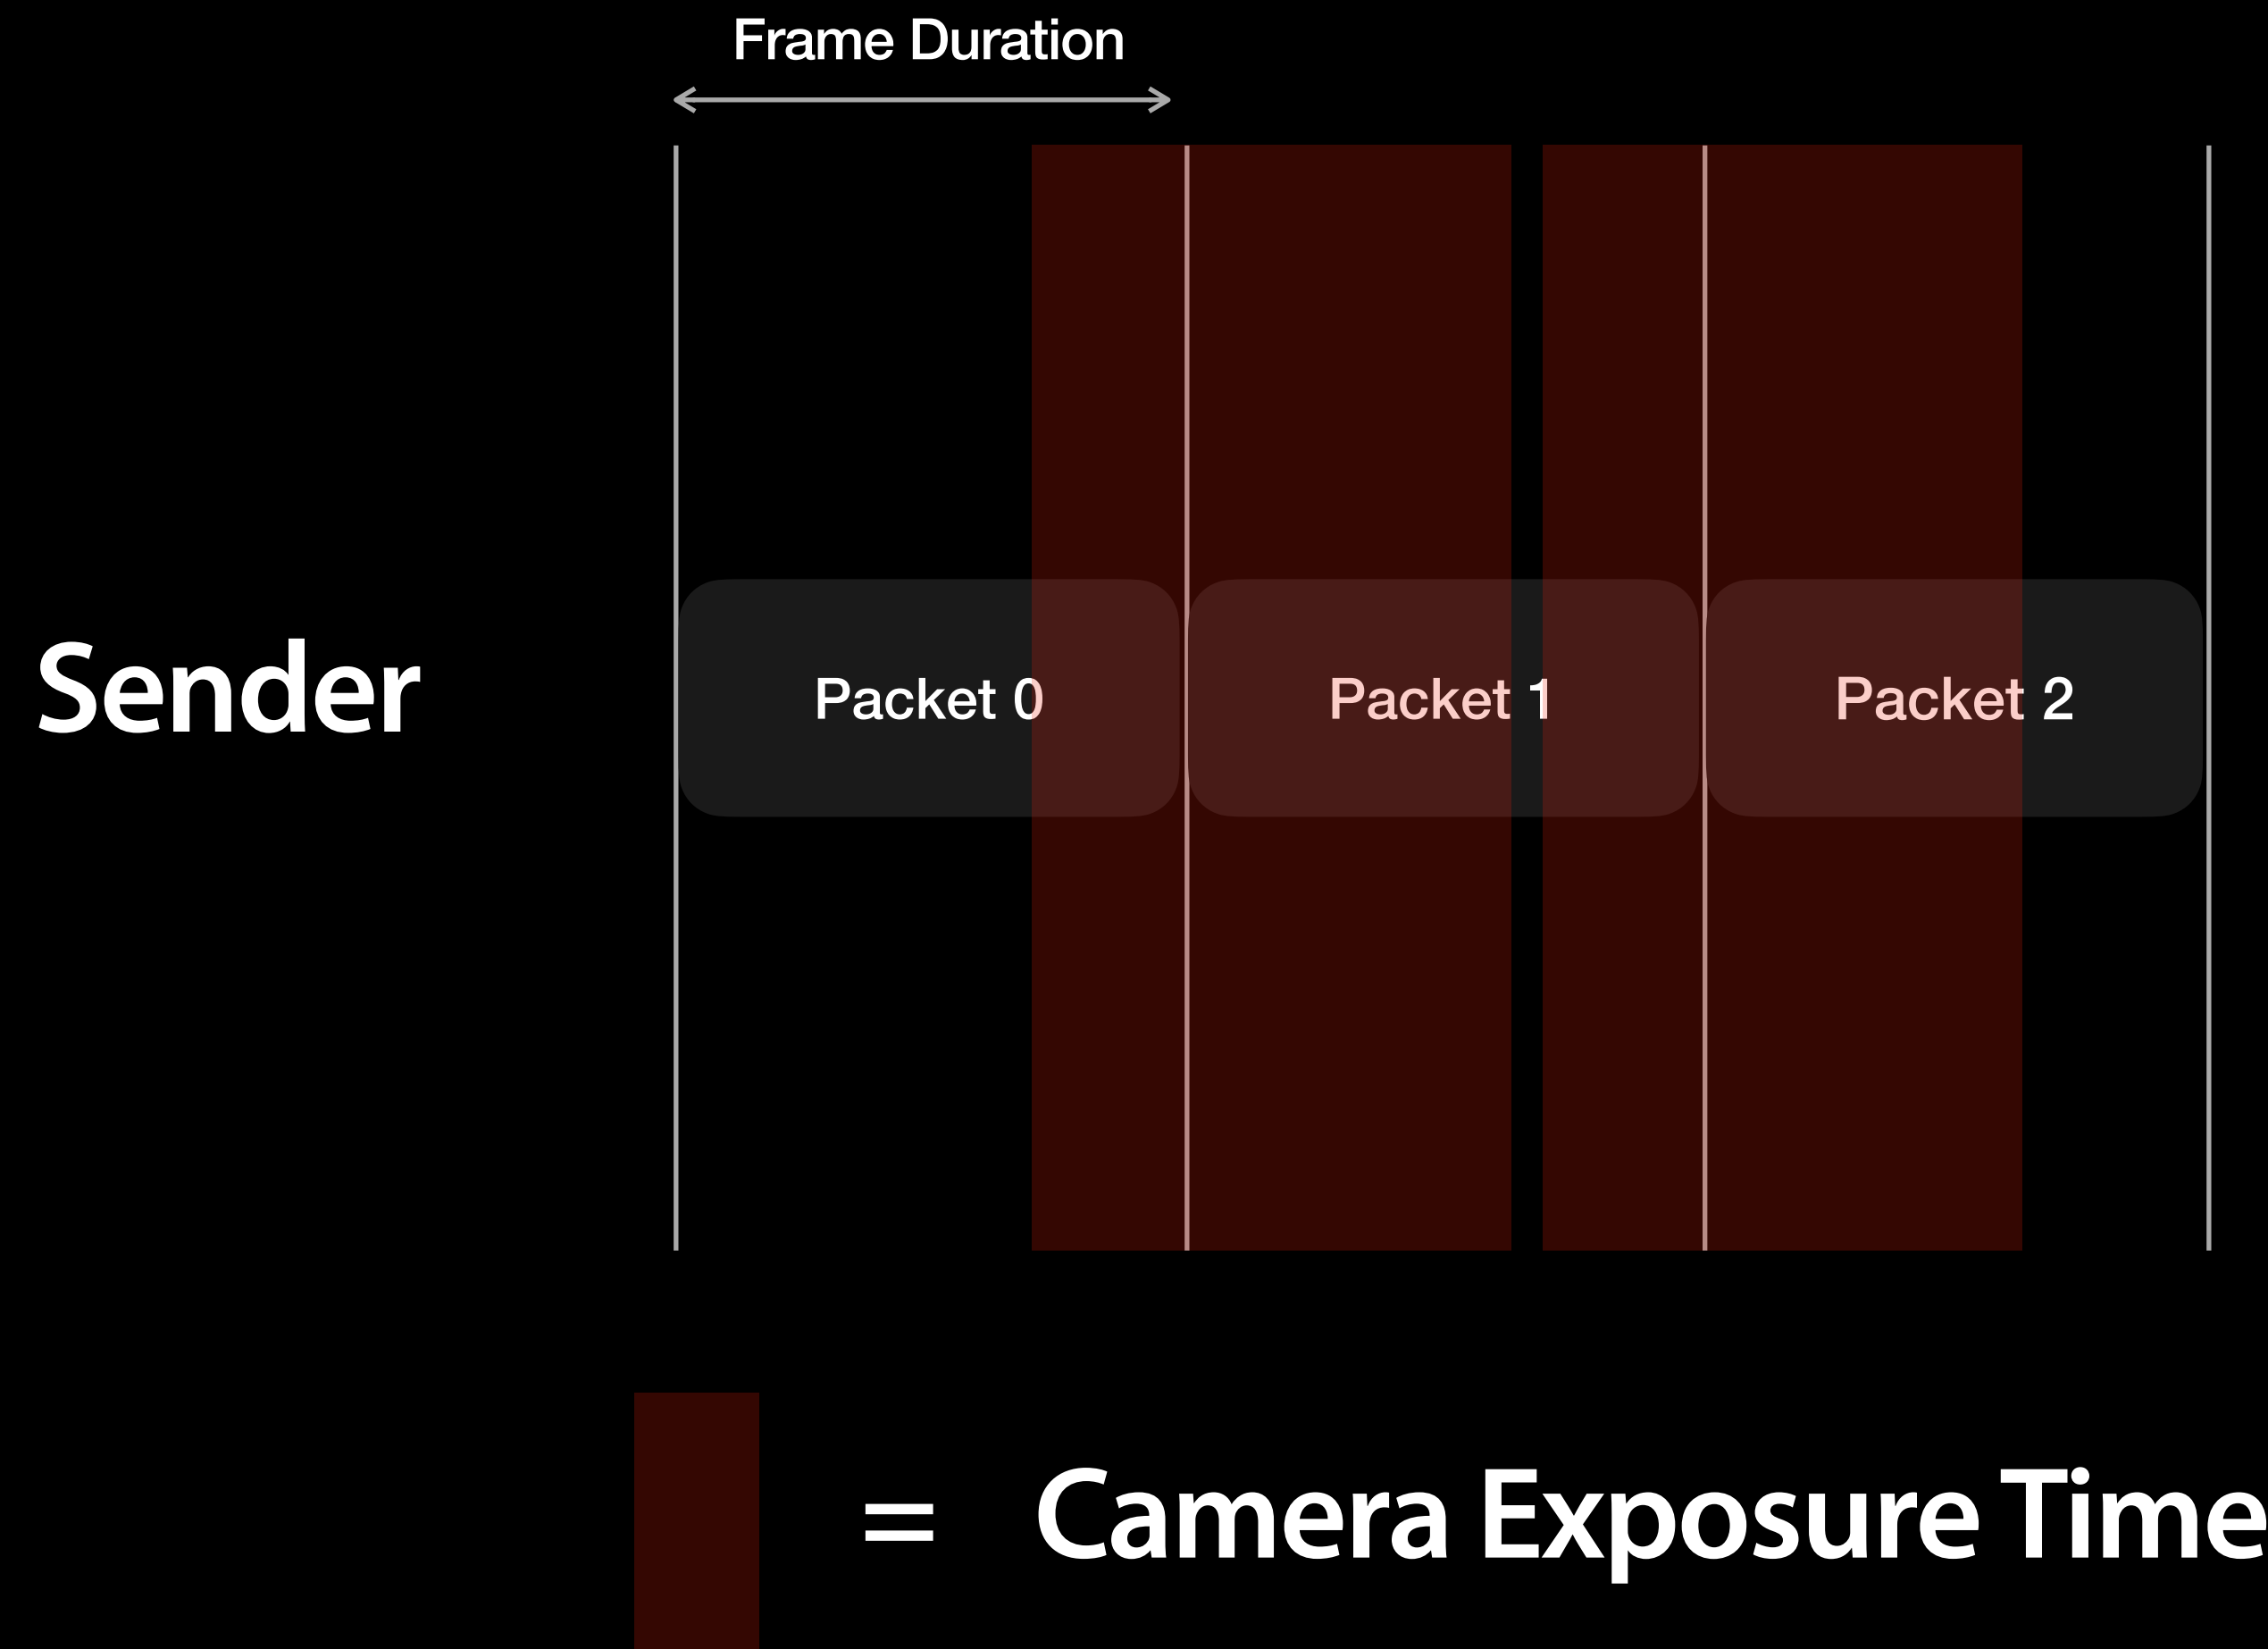 Frame Duration
Sender
Packet 0
Packet 1
Packet 2
= Camera Exposure Time